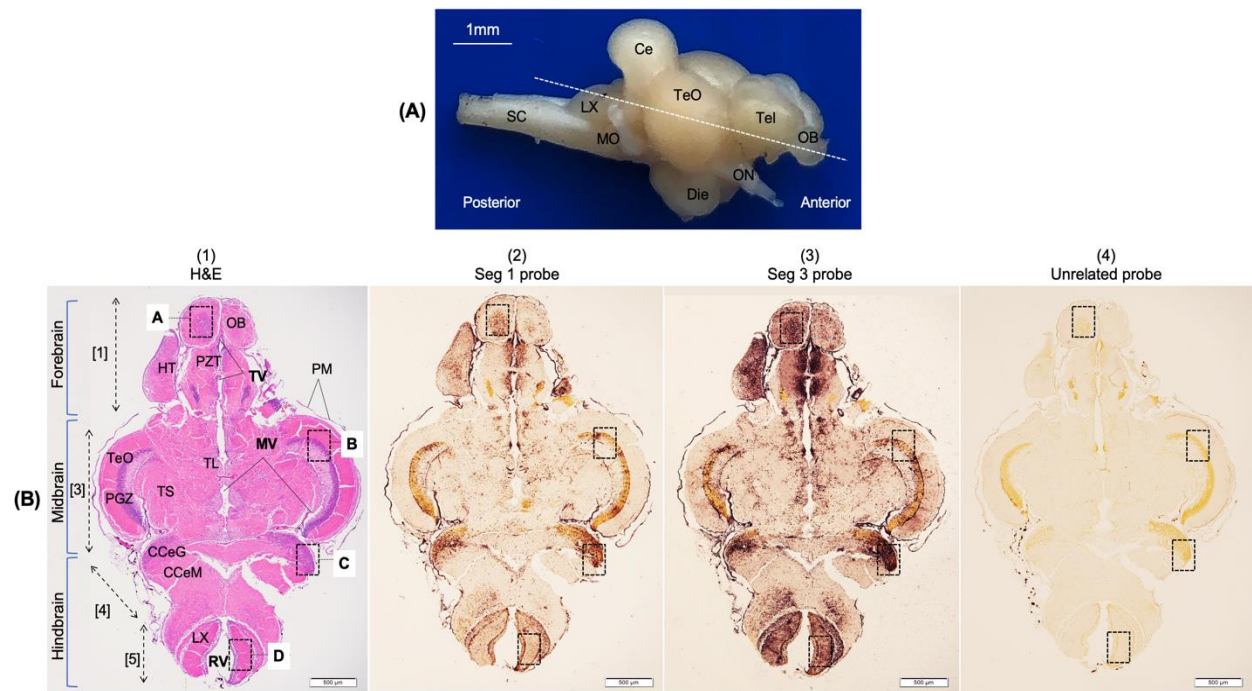 1mm
Ce
(A)
LX
TeO
SC
Tel
MO
OB
ON
Posterior
Die
Anterior
(1)
(2)
(3)
(4)
H&E
Seg 1 probe
Seg 3 probe
Unrelated probe
(B)
Forebrain
Midbrain
Hindbrain
[1]
A
OB
HT
PZT
TV
PM
MV
B
TeO
TL
[3]
PGZ
TS
CCeG
CCeM
C
[4]
LX
[5]
RV
D
500 µm
500 µm
500 µm
500 µm